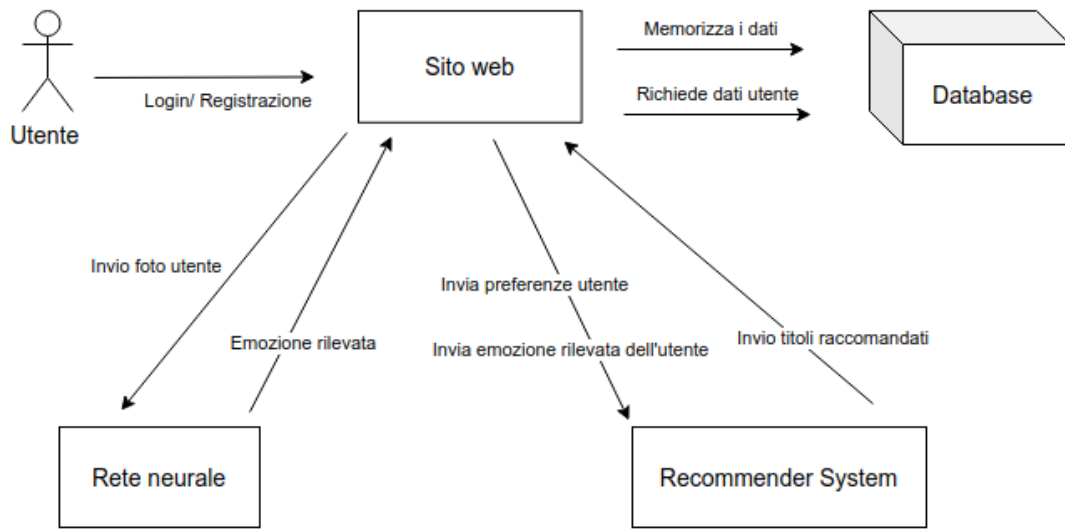 Memorizza i dati
Sito web
Login/ Registrazione
Richiede dati utente
Database
Utente
Invio foto utente
Invia preferenze utente
Emozione rilevata
Invia emozione rilevata dell'utente
Invio titoli raccomandati
Rete neurale
Recommender System